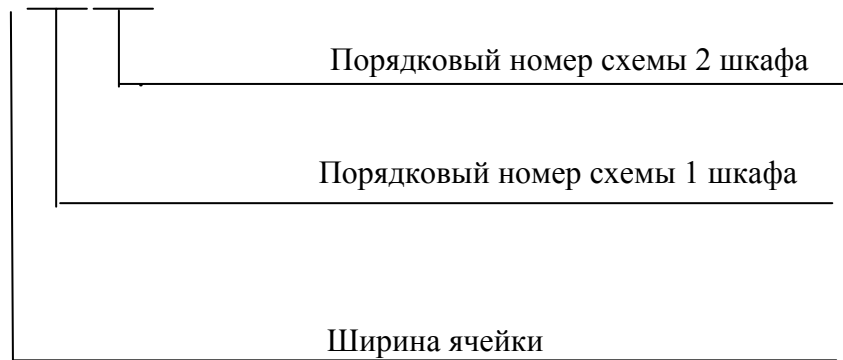 Порядковый номер схемы 2 шкафа
Порядковый номер схемы 1 шкафа
Ширина ячейки